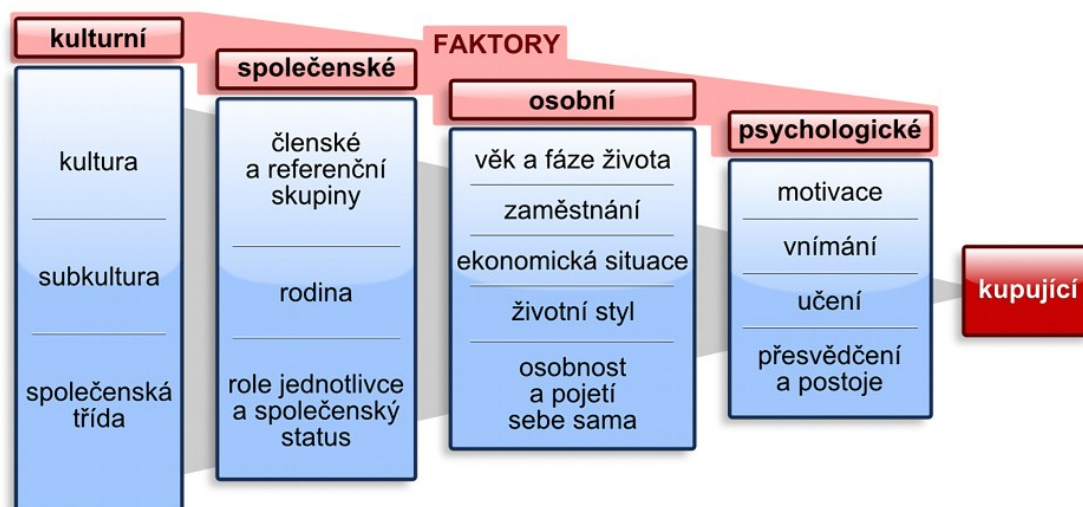 FAKTORY
kulturní
kultura
subkultura
společenská
třída
společenské
členské
a referenční
skupiny
rodina
role jednotlivce
a společenský
status
osobní
věk a fáze života
zaměstnání
ekonomická situace
životní styl
osobnost
a pojetí
sebe sama
psychologické
motivace
vnímání
učení
přesvědčení
a postoje
kupující